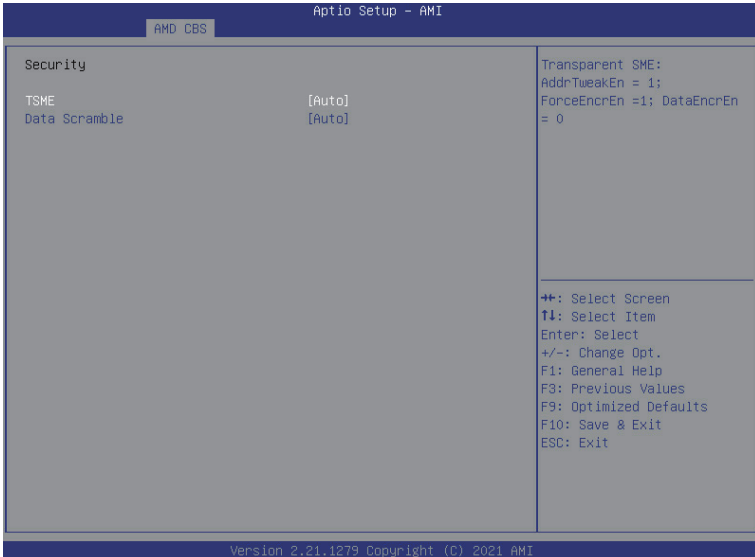 Aptio Setup – AMI
AMD CBS
Security
TSME [Auto]
Data Scramble [Auto]
Transparent SME:
AddrTweakEn = 1;
ForceEncrEn =1; DataEncrEn
= 0
→←: Select Screen
↑↓: Select Item
Enter: Select
+/-: Change Opt.
F1: General Help
F3: Previous Values
F9: Optimized Defaults
F10: Save & Exit
ESC: Exit
Version 2.21.1279 Copyright (C) 2021 AMI